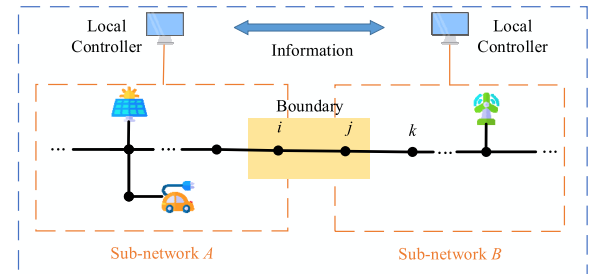 Local
Controller
Information
Local
Controller
Boundary
i
j
k
...
...
...
...
Sub-network A
Sub-network B